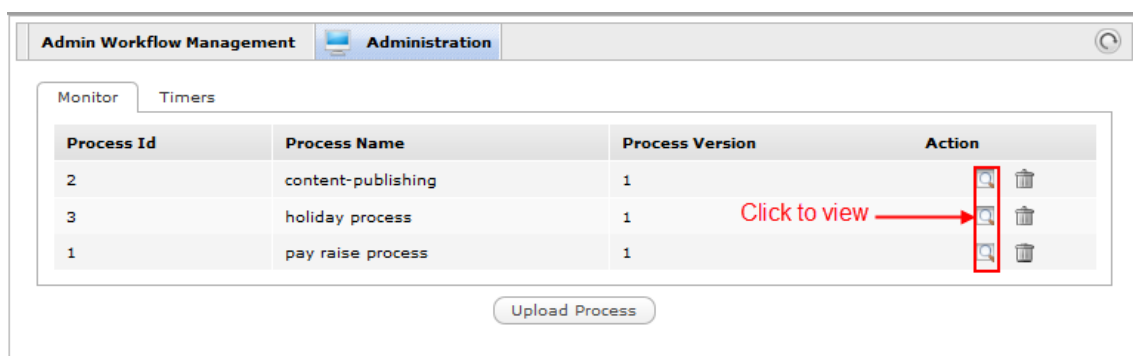 Admin Workflow Management Administration
Monitor Timers
Process Id Process Name Process Version Action
2 content-publishing 1
3 holiday process 1 Click to view
1 pay raise process 1
Upload Process